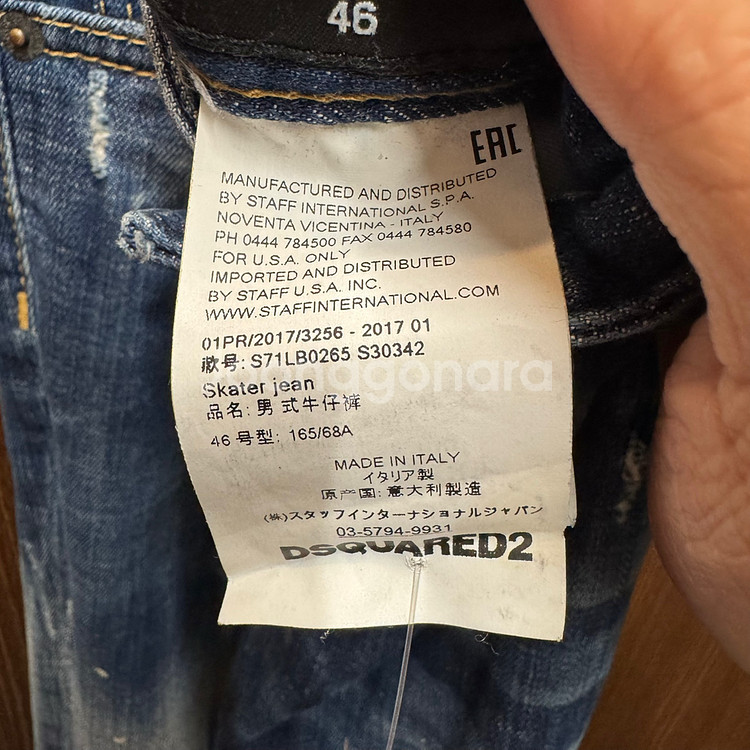 46
EAC
MANUFACTURED AND DISTRIBUTED
BY STAFF INTERNATIONAL S.P.A.
NOVENTA VICENTINA - ITALY
PH 0444 784500 FAX 0444 784580
FOR U.S.A. ONLY
IMPORTED AND DISTRIBUTED
BY STAFF U.S.A. INC.
WWW.STAFFINTERNATIONAL.COM
01PR/2017/3256 - 2017 01
款号: S71LB0265 S30342
Skater jean
品名: 男式牛仔裤
46 号型: 165/68A
MADE IN ITALY
イタリア製
原产国: 意大利製造
(株)スタッフインターナショナルジャパン
03-5794-9931
DSQUARED2